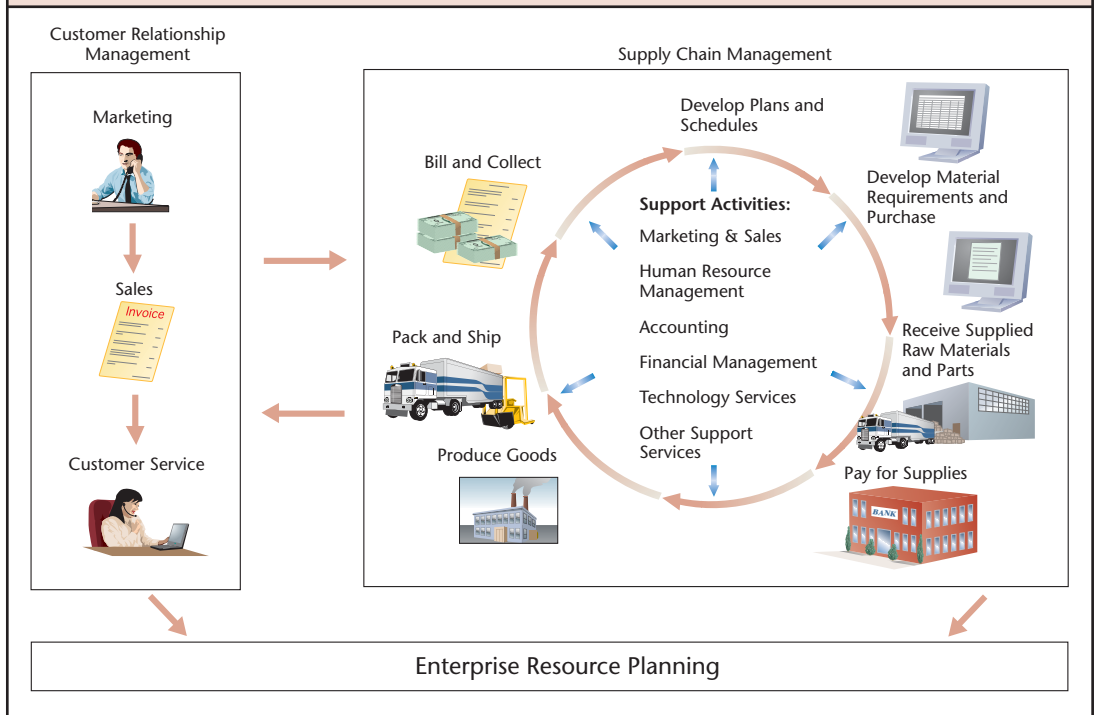 Customer Relationship
Management
Marketing
Sales
Invoice
Customer Service
Supply Chain Management
Develop Plans and
Schedules
Develop Material
Requirements and
Purchase
Receive Supplied
Raw Materials
and Parts
Pay for Supplies
BANK
Produce Goods
Pack and Ship
Bill and Collect
Support Activities:
Marketing & Sales
Human Resource
Management
Accounting
Financial Management
Technology Services
Other Support
Services
Enterprise Resource Planning